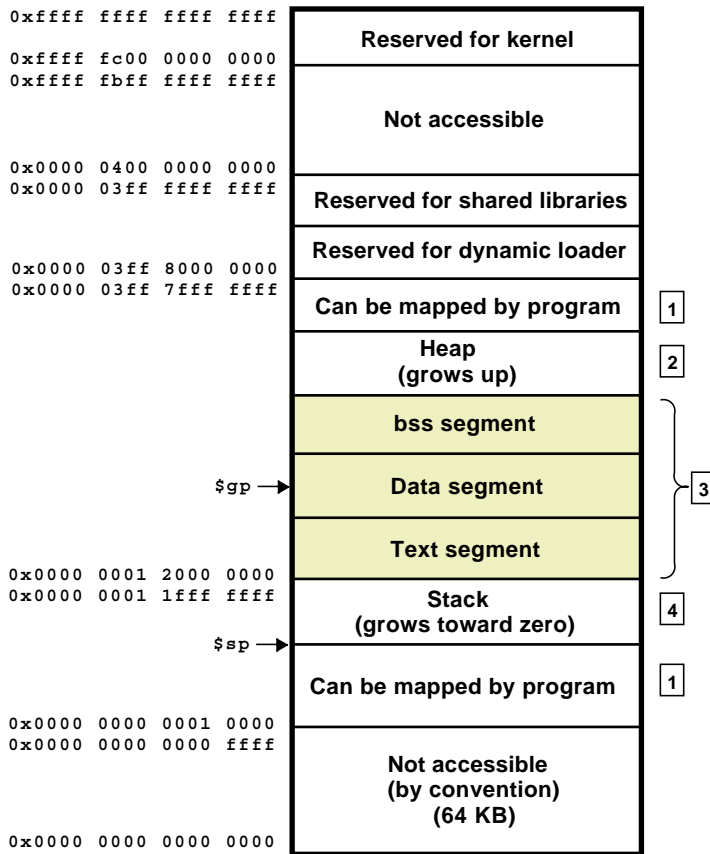 0xffff ffff ffff ffff
Reserved for kernel
0xffff fc00 0000 0000
0xffff fbff ffff ffff
Not accessible
0x0000 0400 0000 0000
0x0000 03ff ffff ffff
Reserved for shared libraries
Reserved for dynamic loader
0x0000 03ff 8000 0000
0x0000 03ff 7fff ffff
Can be mapped by program
1
Heap
(grows up)
2
bss segment
$gp
Data segment
3
Text segment
0x0000 0001 2000 0000
0x0000 0001 1fff ffff
Stack
(grows toward zero)
4
$sp
Can be mapped by program
1
0x0000 0000 0001 0000
0x0000 0000 0000 ffff
Not accessible
(by convention)
(64 KB)
0x0000 0000 0000 0000